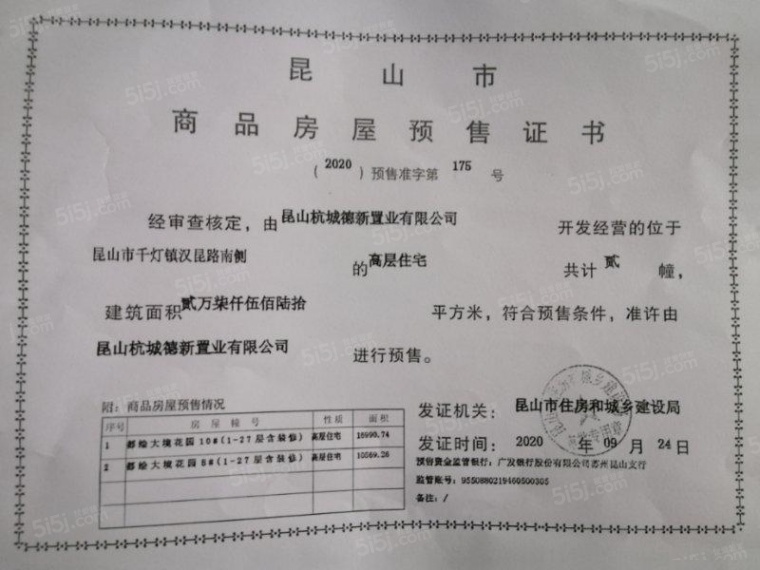 昆山市
商品房屋预售证书
(2020)预售准字第 175 号
经审查核定，由昆山杭城德新置业有限公司 开发经营的位于
昆山市千灯镇汉昆路南侧 的高层住宅 共计 贰 幢，
建筑面积贰万柒仟伍佰陆拾 平方米，符合预售条件，准许由
昆山杭城德新置业有限公司 进行预售。
附：商品房屋预售情况
序号 房屋幢号 性质 面积
1 都绘大境花园10#(1-27层含装修) 高层住宅 16990.74
2 都绘大境花园8#(1-27层含装修) 高层住宅 10569.26
发证机关： 昆山市住房和城乡建设局
发证时间： 2020 年 09 月 24 日
预售资金监管银行：广发银行股份有限公司苏州昆山支行
监管账号：9550880219400500305
备注：/
5i5j.com